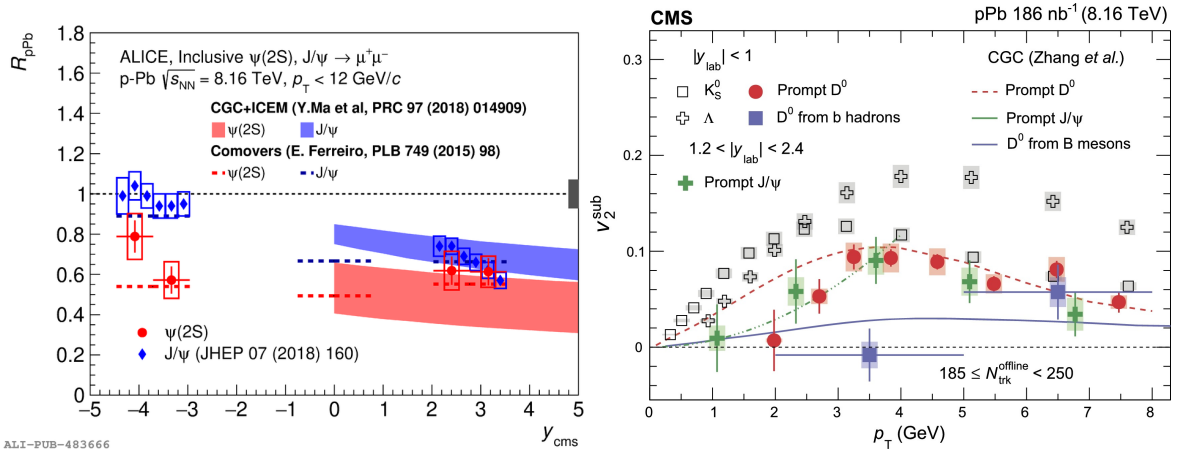 R_pPb
1.8
1.6
1.4
1.2
1
0.8
0.6
0.4
0.2
0
ALICE, Inclusive ψ(2S), J/ψ → μ⁺μ⁻
p-Pb √s_NN = 8.16 TeV, p_T < 12 GeV/c
CGC+ICEM (Y.Ma et al, PRC 97 (2018) 014909)
ψ(2S) J/ψ
Comovers (E. Ferreiro, PLB 749 (2015) 98)
ψ(2S) J/ψ
ψ(2S)
J/ψ (JHEP 07 (2018) 160)
−5 −4 −3 −2 −1 0 1 2 3 4 5
y_cms
ALI-PUB-483666
CMS pPb 186 nb⁻¹ (8.16 TeV)
v₂^sub
0.3
0.2
0.1
0
|y_lab| < 1
K⁰_S Prompt D⁰
Λ D⁰ from b hadrons
1.2 < |y_lab| < 2.4
Prompt J/ψ
CGC (Zhang et al.)
Prompt D⁰
Prompt J/ψ
D⁰ from B mesons
185 ≤ N_trk^offline < 250
0 1 2 3 4 5 6 7 8
p_T (GeV)